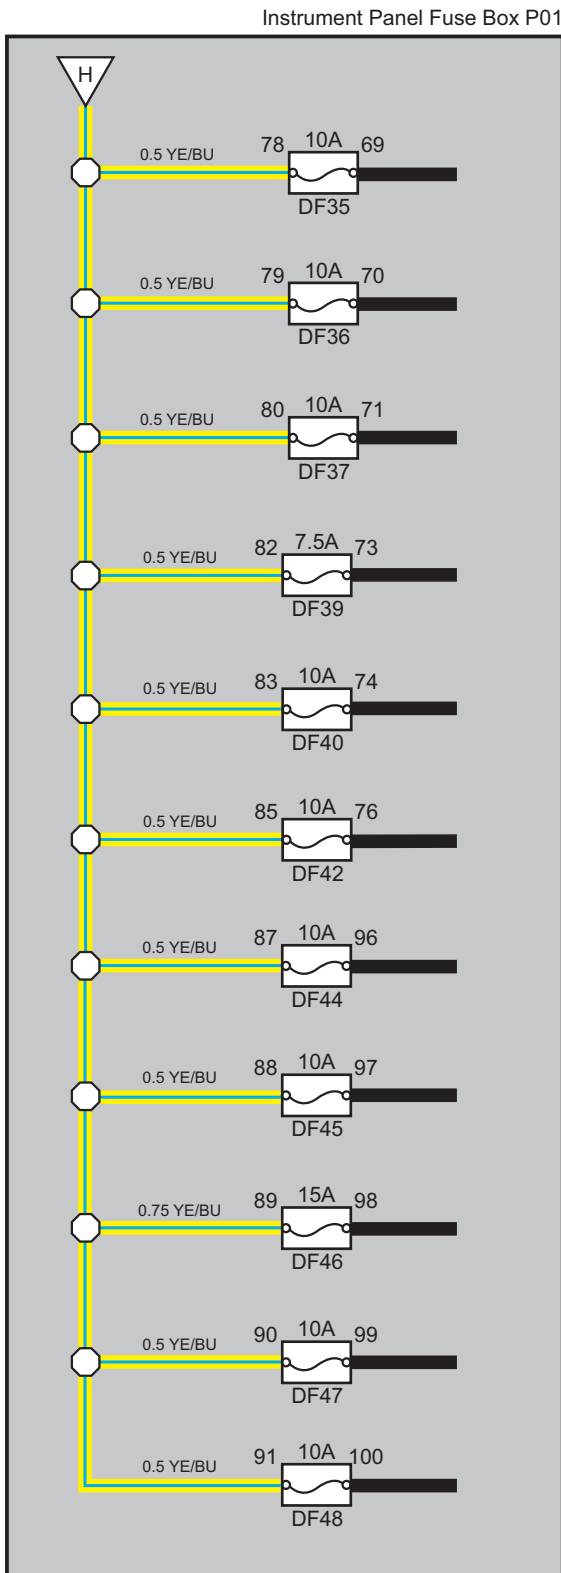 Instrument Panel Fuse Box P01
H
0.5 YE/BU 78 10A 69
DF35
0.5 YE/BU 79 10A 70
DF36
0.5 YE/BU 80 10A 71
DF37
0.5 YE/BU 82 7.5A 73
DF39
0.5 YE/BU 83 10A 74
DF40
0.5 YE/BU 85 10A 76
DF42
0.5 YE/BU 87 10A 96
DF44
0.5 YE/BU 88 10A 97
DF45
0.75 YE/BU 89 15A 98
DF46
0.5 YE/BU 90 10A 99
DF47
0.5 YE/BU 91 10A 100
DF48